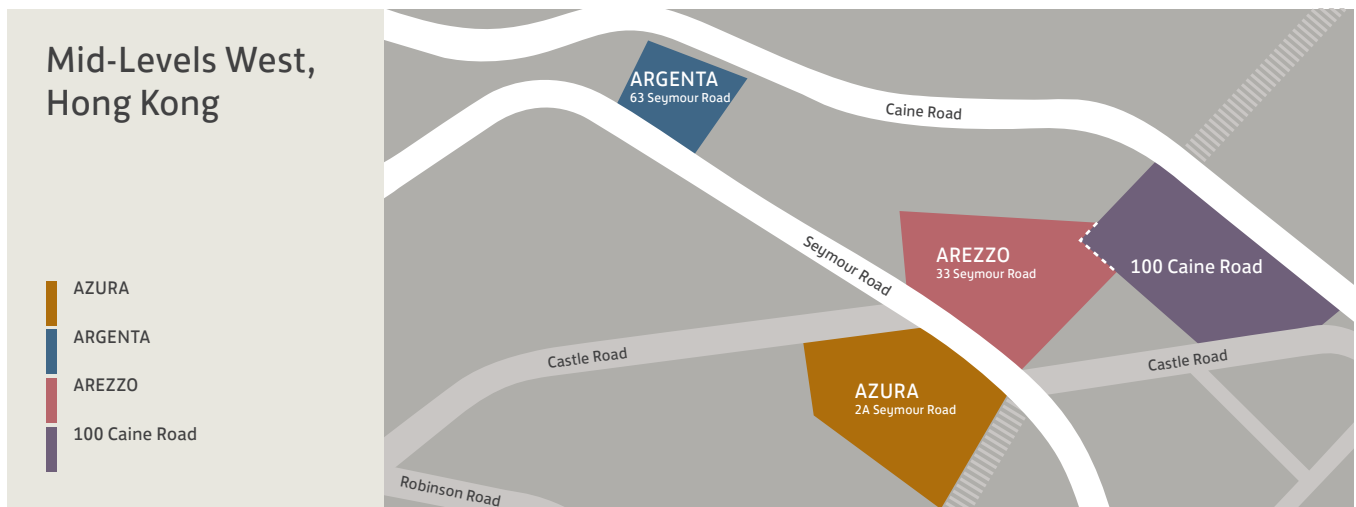 Mid-Levels West,
Hong Kong
AZURA
ARGENTA
AREZZO
100 Caine Road
ARGENTA
63 Seymour Road
Caine Road
Seymour Road
AREZZO
33 Seymour Road
100 Caine Road
Castle Road
Castle Road
AZURA
2A Seymour Road
Robinson Road